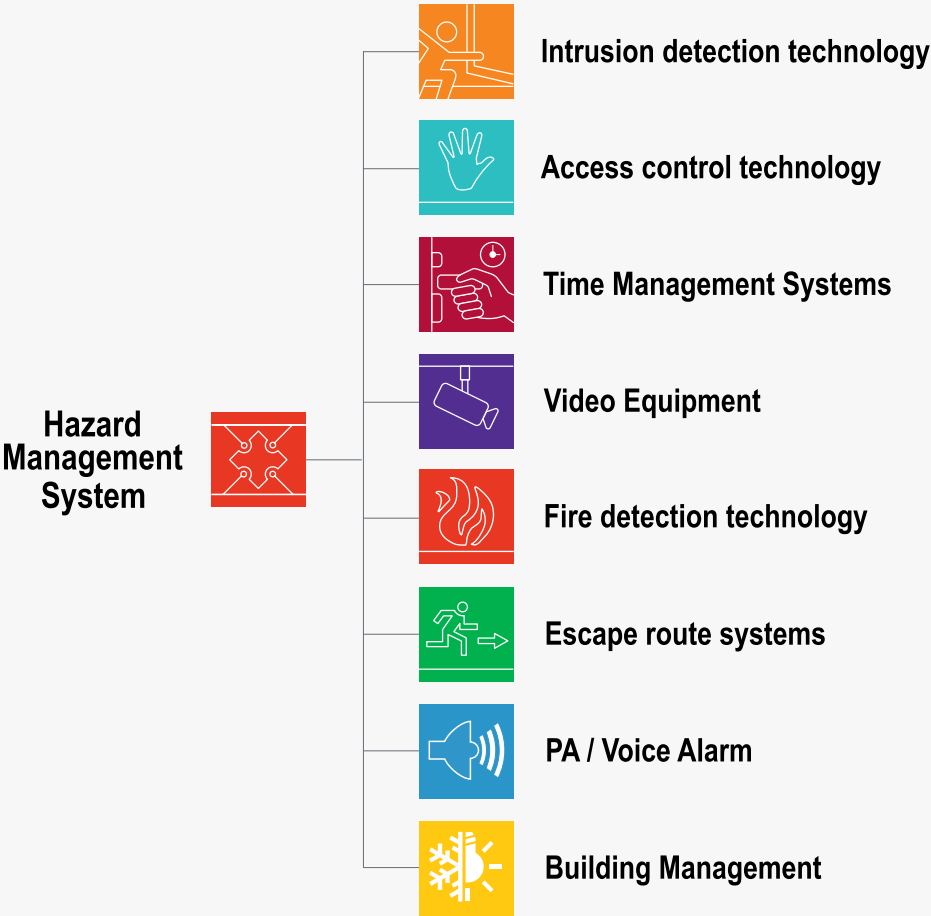 Intrusion detection technology
Access control technology
Time Management Systems
Video Equipment
Hazard
Management
System
Fire detection technology
Escape route systems
PA / Voice Alarm
Building Management